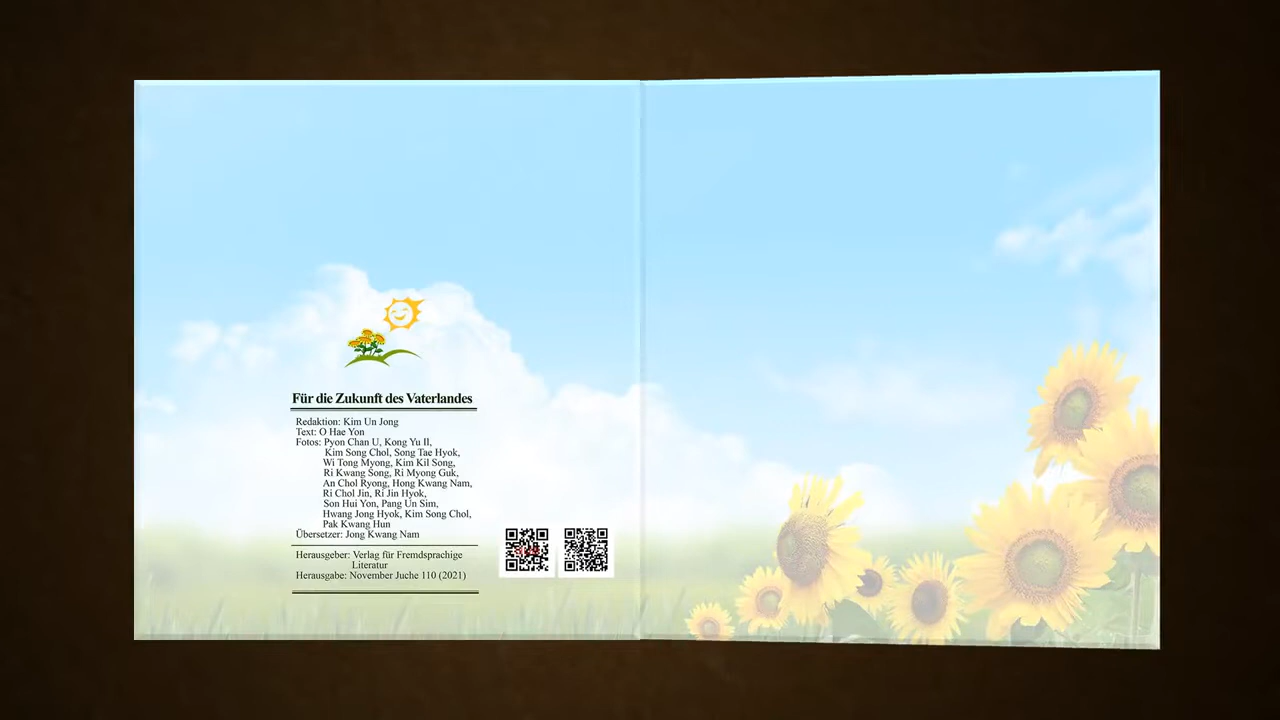 Für die Zukunft des Vaterlandes
Redaktion: Kim Un Jong
Text: O Hae Yon
Fotos: Pyon Chan U, Kong Yu Il,
Kim Song Chol, Song Tae Hyok,
Wi Tong Myong, Kim Kil Song,
Ri Kwang Song, Ri Myong Guk,
An Chol Ryong, Hong Kwang Nam,
Ri Chol Jin, Ri Jin Hyok,
Son Hui Yon, Pang Un Sim,
Hwang Jong Hyok, Kim Song Chol,
Pak Kwang Hun
Übersetzer: Jong Kwang Nam
Herausgeber: Verlag für Fremdsprachige
Literatur
Herausgabe: November Juche 110 (2021)